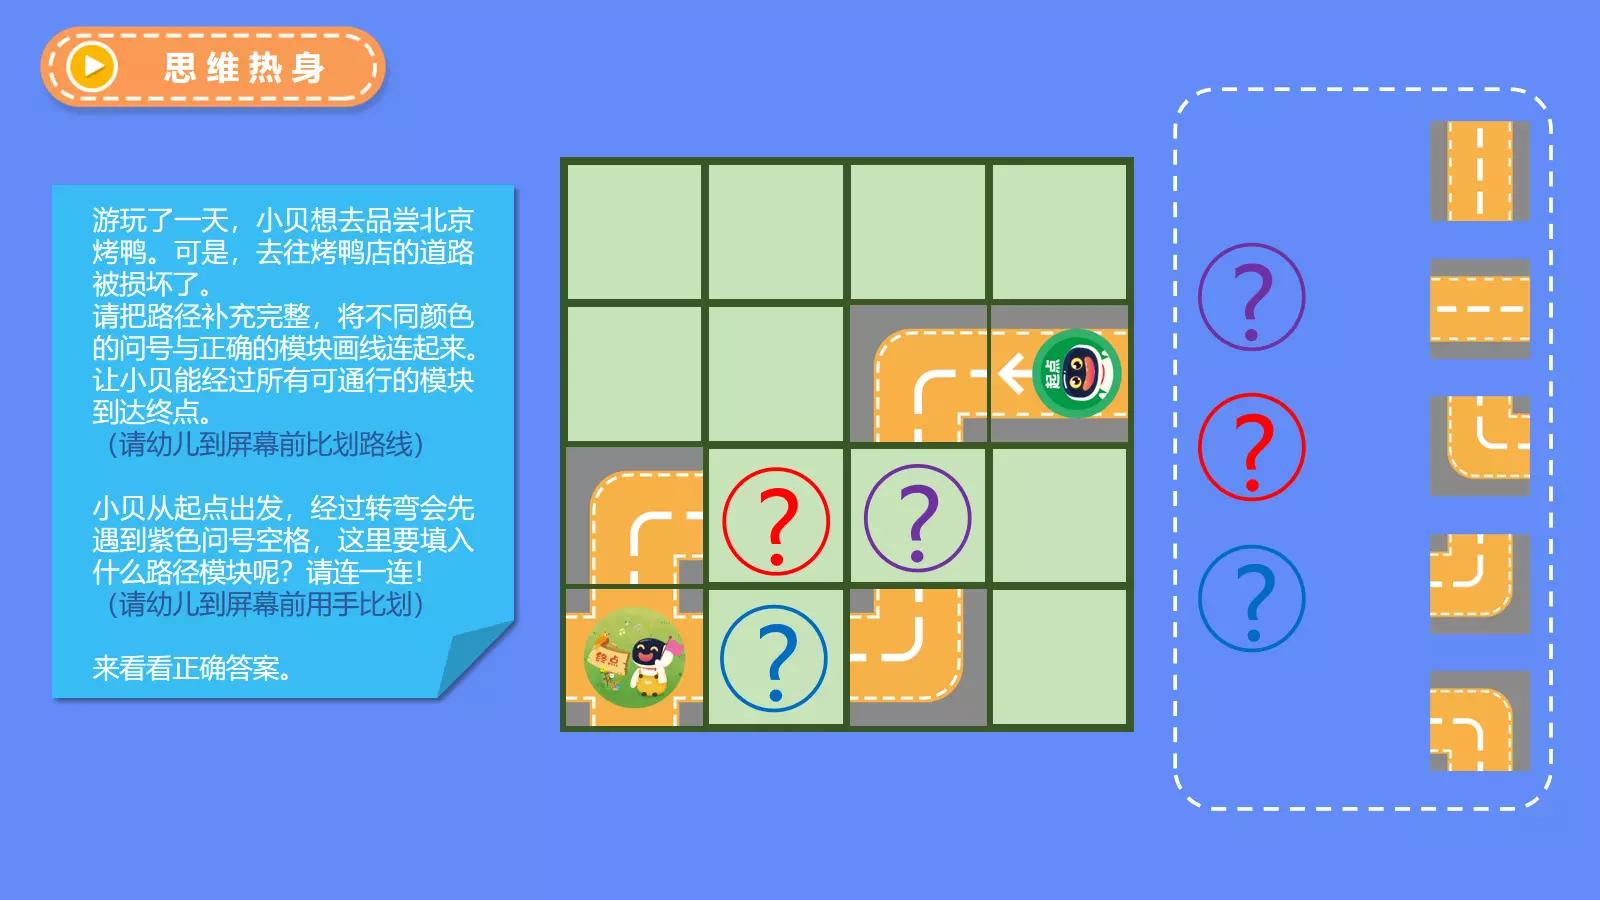 思维热身
游玩了一天，小贝想去品尝北京
烤鸭。可是，去往烤鸭店的道路
被损坏了。
请把路径补充完整，将不同颜色
的问号与正确的模块画线连起来。
让小贝能经过所有可通行的模块
到达终点。
（请幼儿到屏幕前比划路线）
小贝从起点出发，经过转弯会先
遇到紫色问号空格，这里要填入
什么路径模块呢？请连一连！
（请幼儿到屏幕前用手比划）
来看看正确答案。
起点
?
?
终点
?
?
?
?